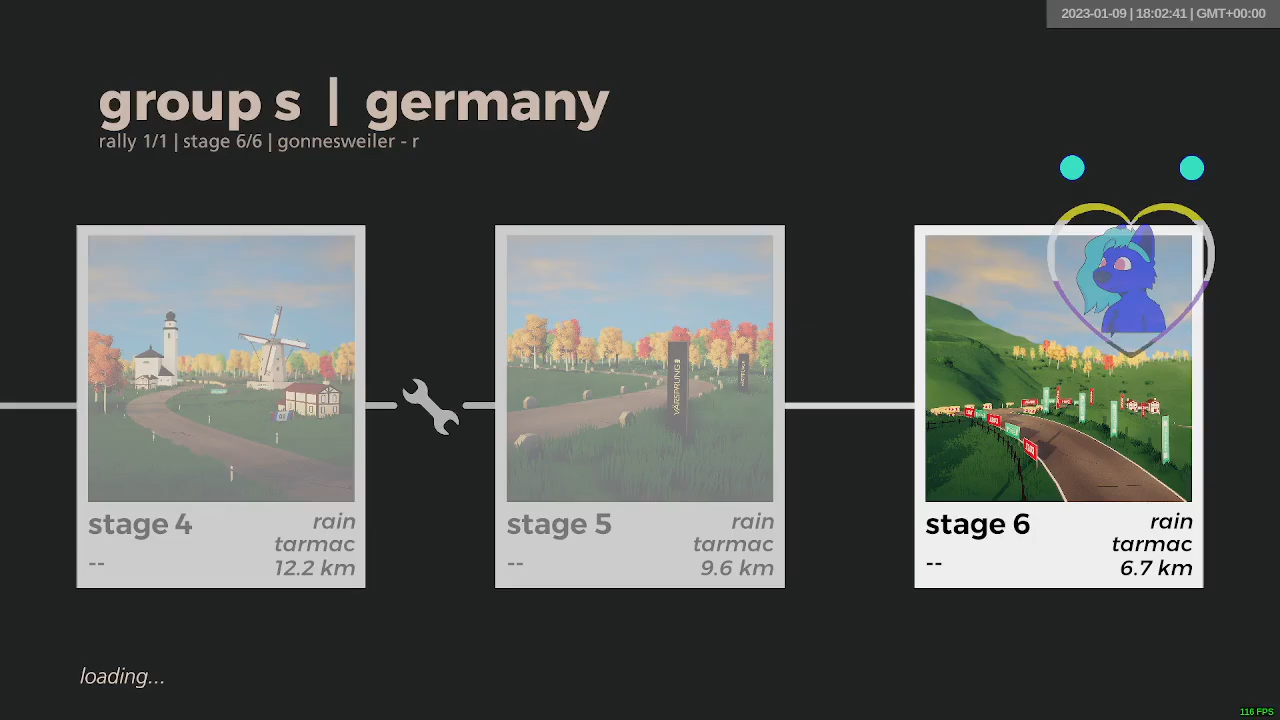 2023-01-09 | 18:02:41 | GMT+00:00
group s | germany
rally 1/1 | stage 6/6 | gonnesweiler - r
stage 4
rain
tarmac
--
12.2 km
VÄRSPRUNG
stage 5
rain
tarmac
--
9.6 km
stage 6
rain
tarmac
--
6.7 km
loading...
116 FPS